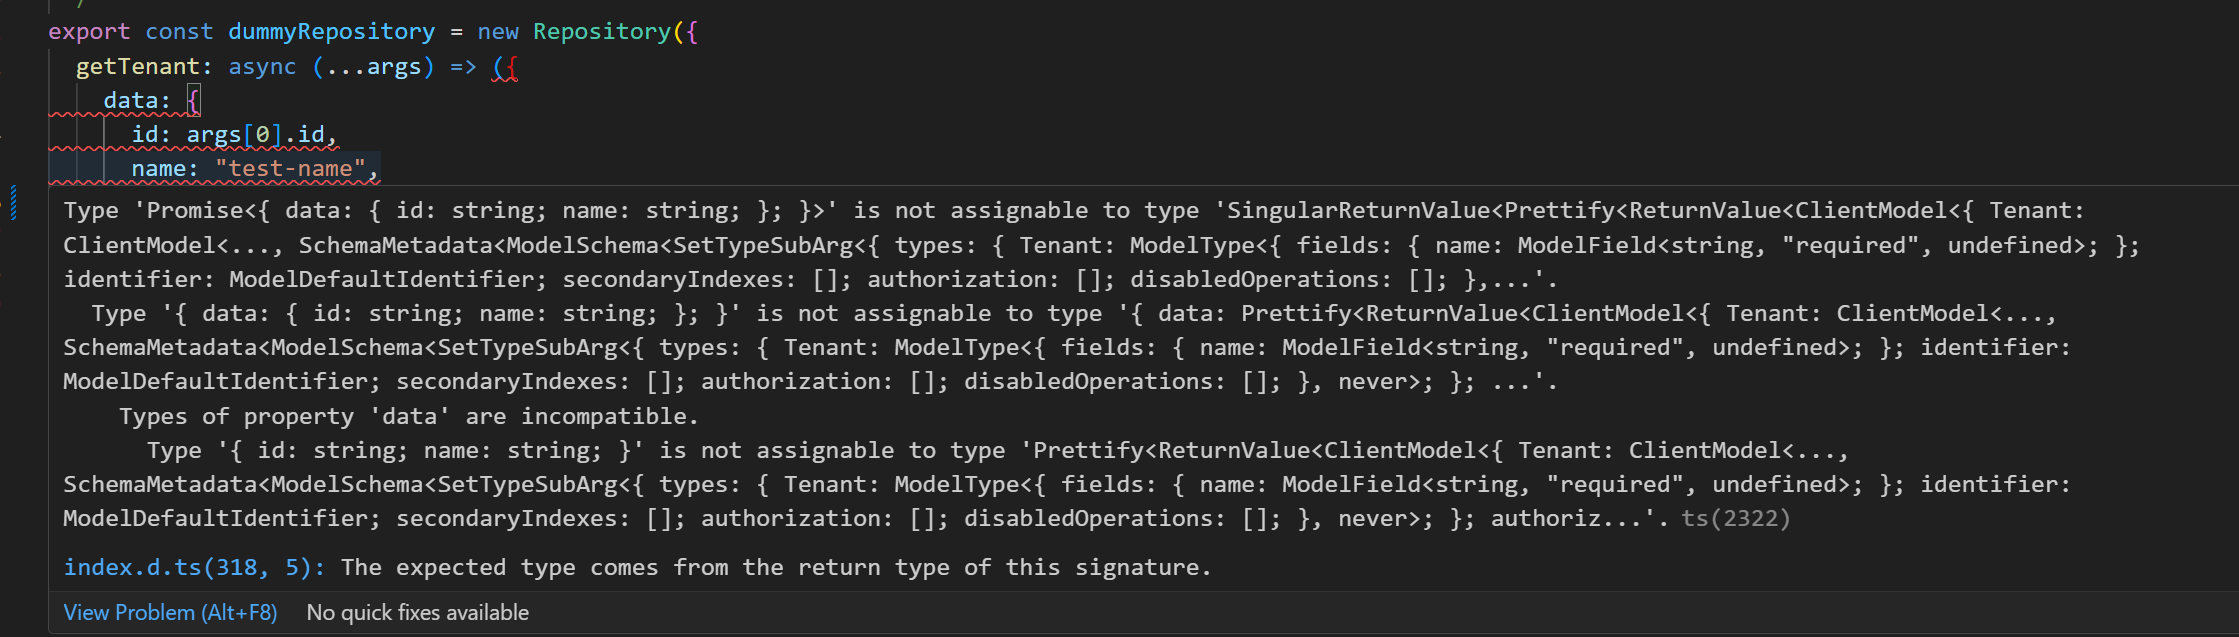 /
export const dummyRepository = new Repository({
getTenant: async (...args) => ({
data: {
id: args[0].id,
name: "test-name",
Type 'Promise<{ data: { id: string; name: string; }; }>' is not assignable to type 'SingularReturnValue<Prettify<ReturnValue<ClientModel<{ Tenant:
ClientModel<..., SchemaMetadata<ModelSchema<SetTypeSubArg<{ types: { Tenant: ModelType<{ fields: { name: ModelField<string, "required", undefined>; };
identifier: ModelDefaultIdentifier; secondaryIndexes: []; authorization: []; disabledOperations: []; },...'.
Type '{ data: { id: string; name: string; }; }' is not assignable to type '{ data: Prettify<ReturnValue<ClientModel<{ Tenant: ClientModel<...,
SchemaMetadata<ModelSchema<SetTypeSubArg<{ types: { Tenant: ModelType<{ fields: { name: ModelField<string, "required", undefined>; }; identifier:
ModelDefaultIdentifier; secondaryIndexes: []; authorization: []; disabledOperations: []; }, never>; }; ...'.
Types of property 'data' are incompatible.
Type '{ id: string; name: string; }' is not assignable to type 'Prettify<ReturnValue<ClientModel<{ Tenant: ClientModel<...,
SchemaMetadata<ModelSchema<SetTypeSubArg<{ types: { Tenant: ModelType<{ fields: { name: ModelField<string, "required", undefined>; }; identifier:
ModelDefaultIdentifier; secondaryIndexes: []; authorization: []; disabledOperations: []; }, never>; }; authoriz...'. ts(2322)
index.d.ts(318, 5): The expected type comes from the return type of this signature.
View Problem (Alt+F8) No quick fixes available